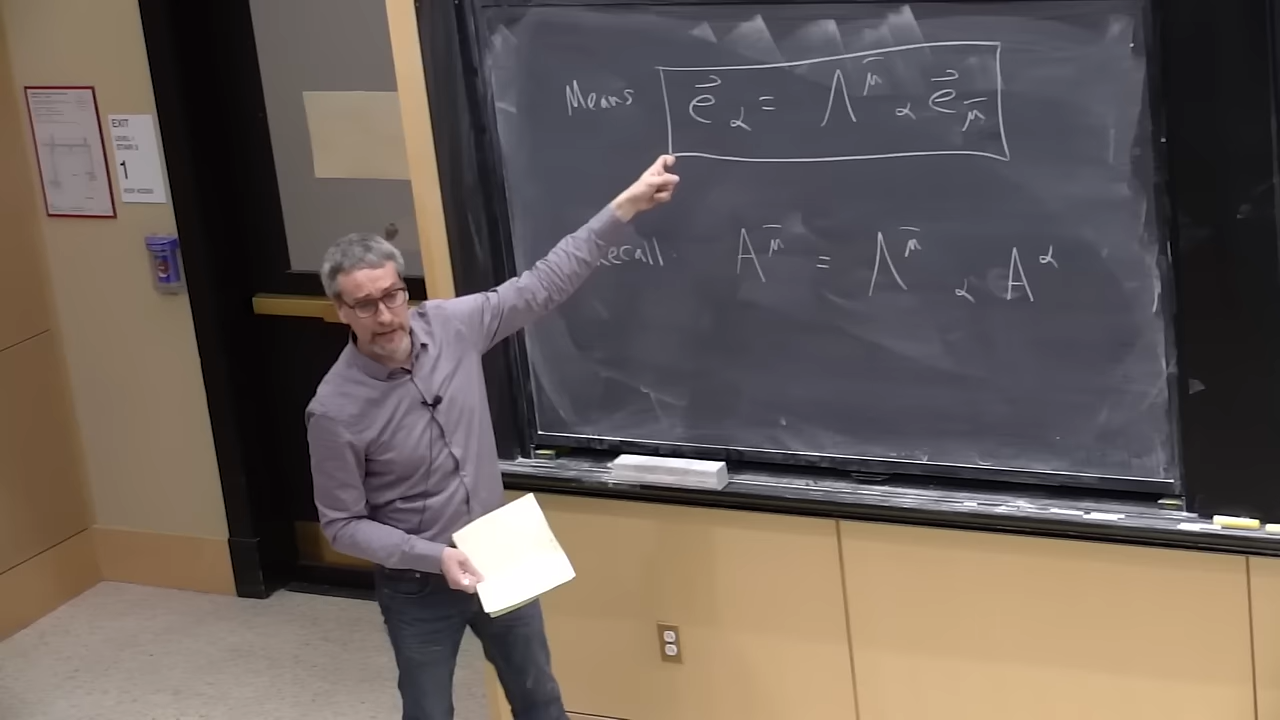 Means e⃗_α = Λ^μ̄_α e⃗_μ̄
Recall: A^μ̄ = Λ^μ̄_α A^α
EXIT
1